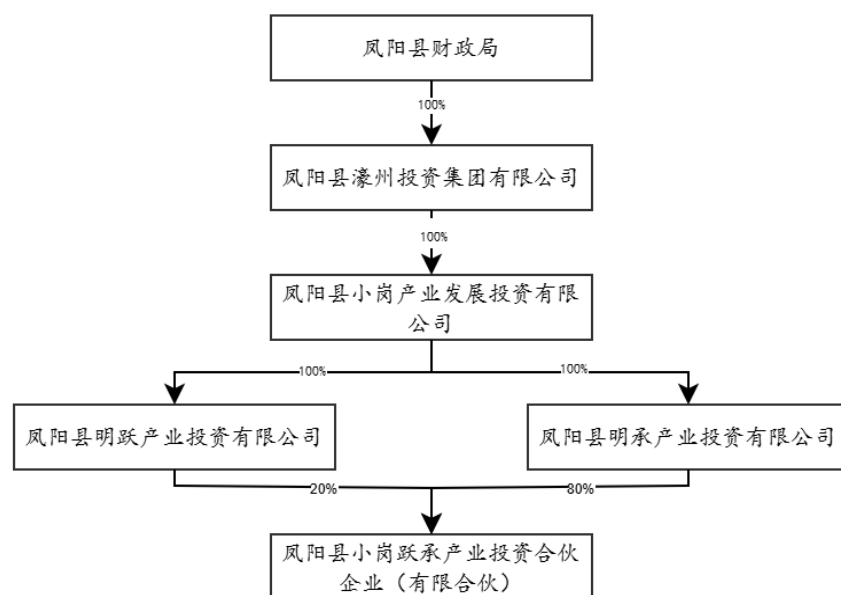 凤阳县财政局
100%
凤阳县濠州投资集团有限公司
100%
凤阳县小岗产业发展投资有限
公司
100%
100%
凤阳县明跃产业投资有限公司
凤阳县明承产业投资有限公司
20%
80%
凤阳县小岗跃承产业投资合伙
企业（有限合伙）